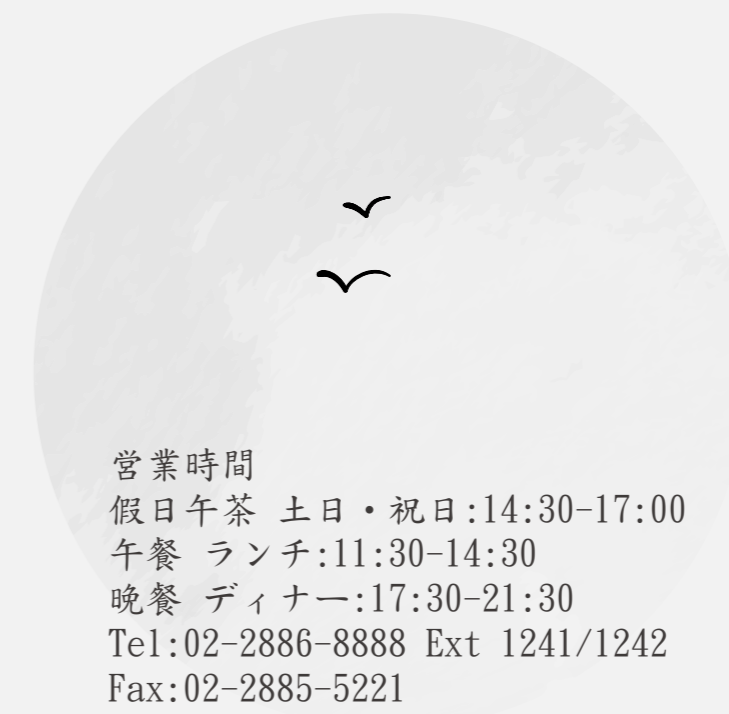 営業時間
假日午茶 土日・祝日:14:30-17:00
午餐 ランチ:11:30-14:30
晩餐 ディナー:17:30-21:30
Tel:02-2886-8888 Ext 1241/1242
Fax:02-2885-5221